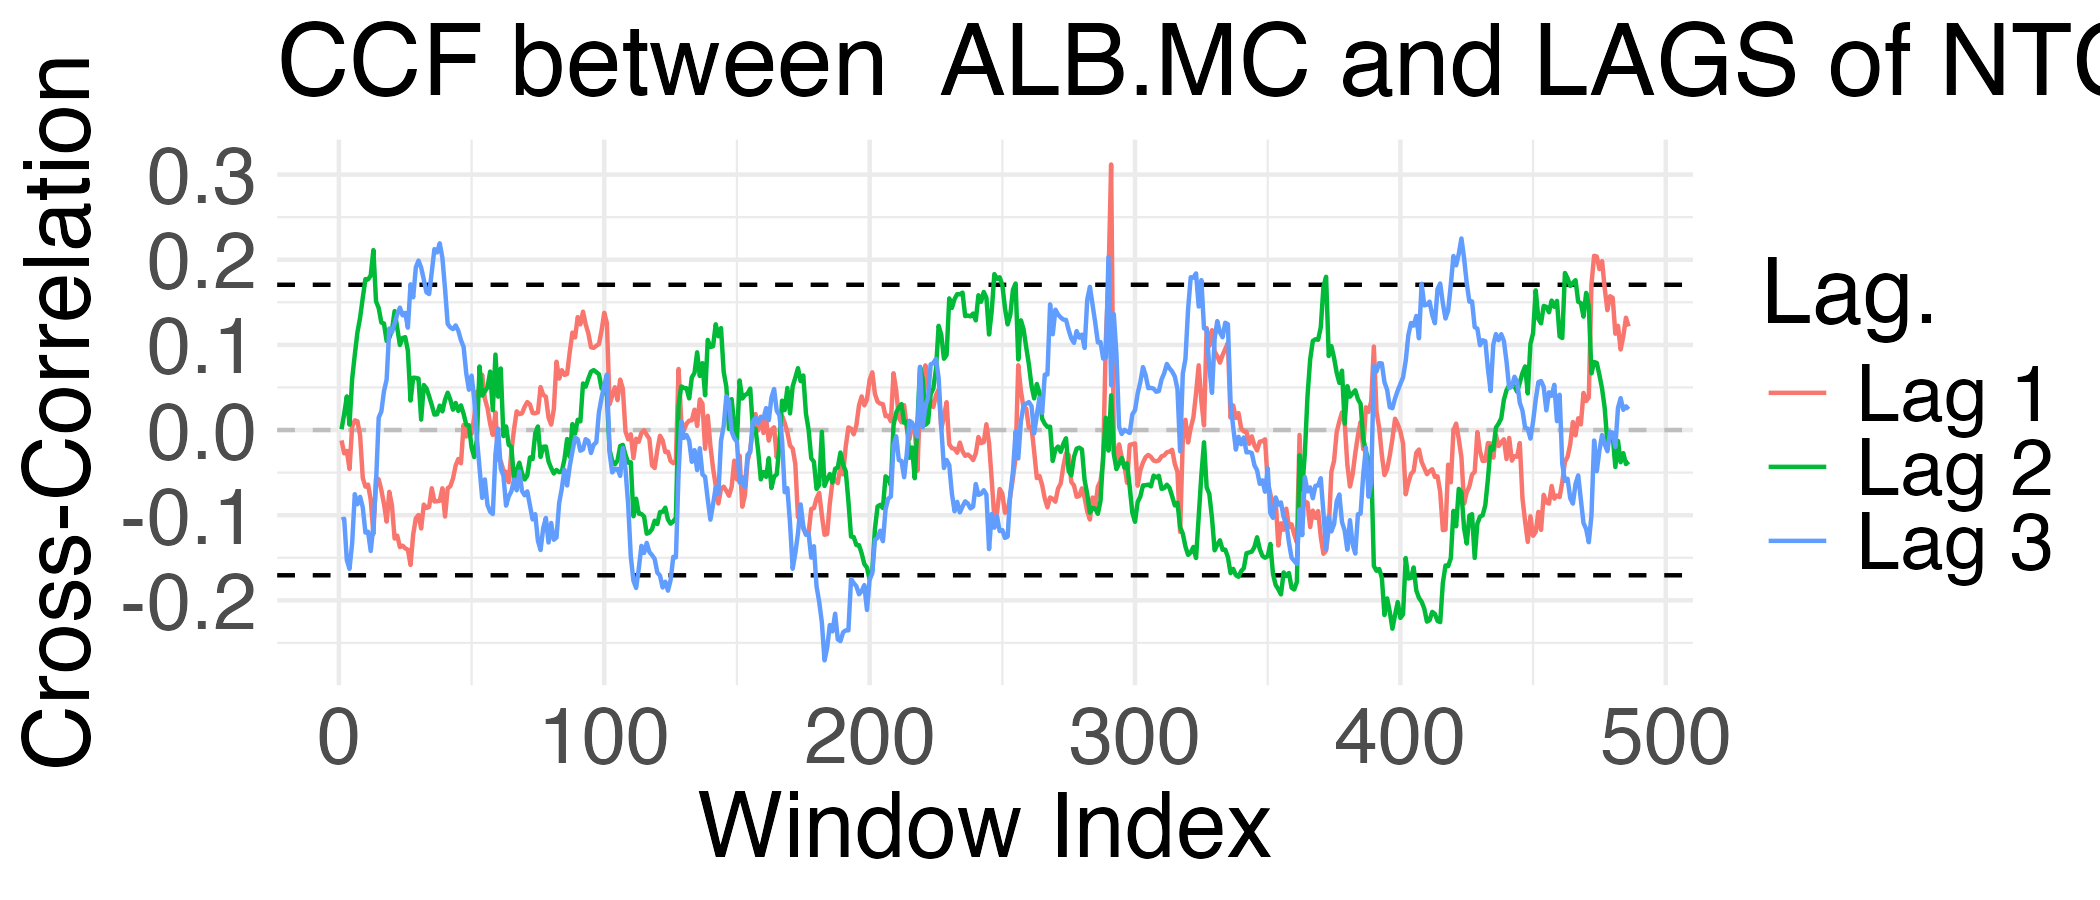 CCF between  ALB.MC and LAGS of NTC
Cross-Correlation
0.3
0.2
0.1
0.0
-0.1
-0.2
0
100
200
300
400
500
Window Index
Lag.
Lag 1
Lag 2
Lag 3